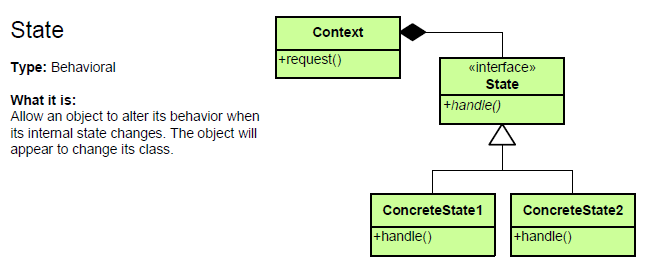 State
Type: Behavioral
What it is:
Allow an object to alter its behavior when
its internal state changes. The object will
appear to change its class.
Context
+request()
«interface»
State
+handle()
ConcreteState1
+handle()
ConcreteState2
+handle()